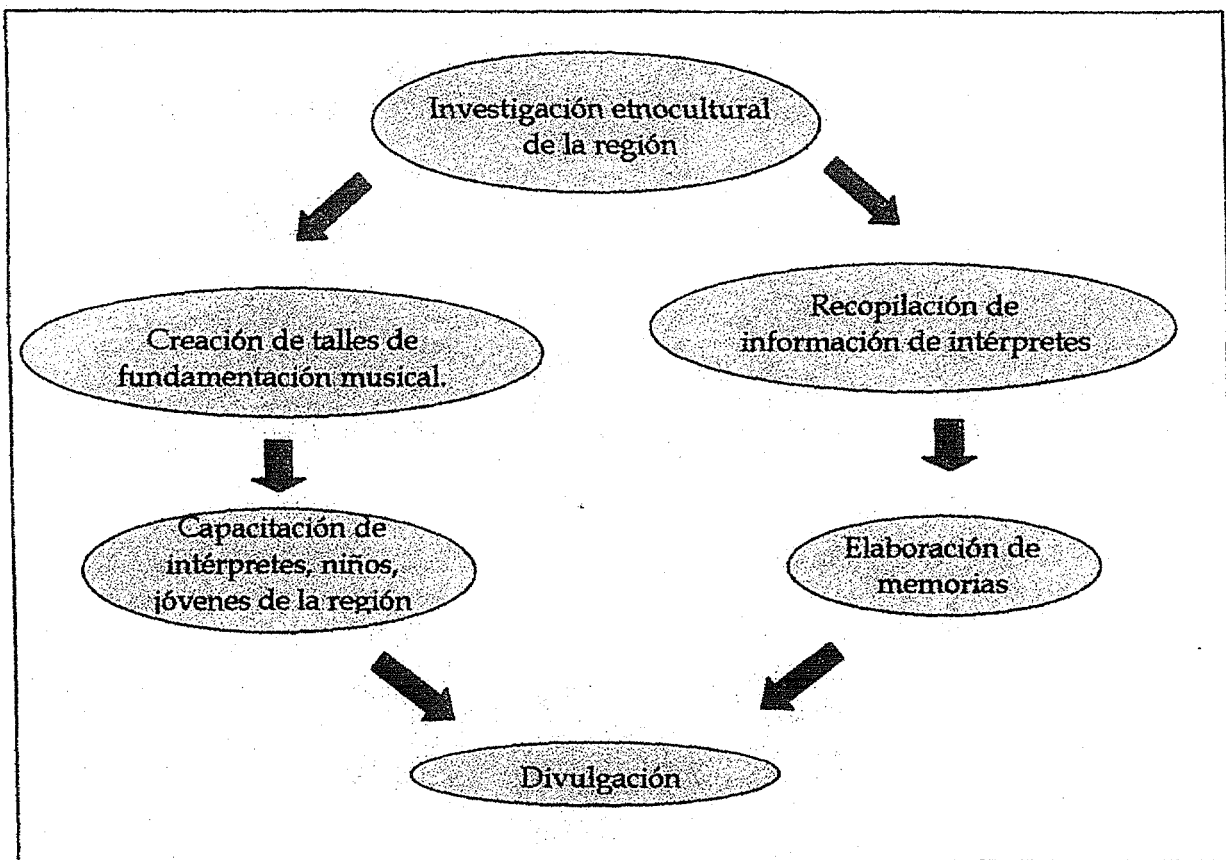 Investigación etnocultural
de la región
Creación de talles de
fundamentación musical.
Recopilación de
información de intérpretes
Capacitación de
intérpretes, niños,
jóvenes de la región
Elaboración de
memorias
Divulgación